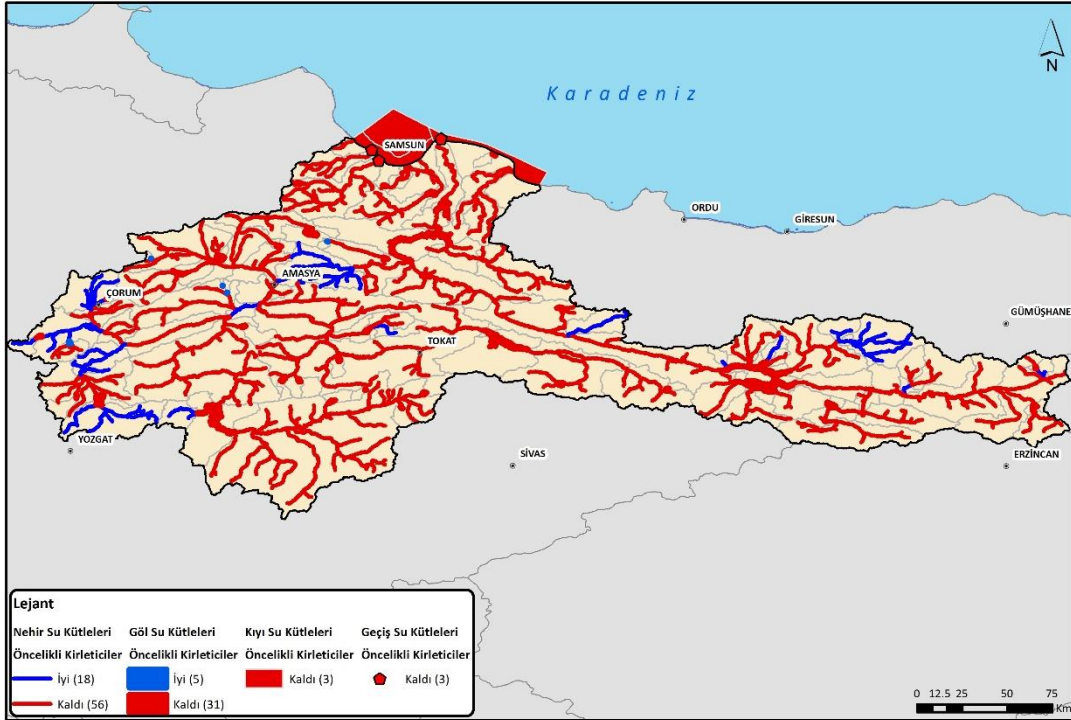 Karadeniz
N
SAMSUN
ORDU
GİRESUN
AMASYA
ÇORUM
GÜMÜŞHANE
TOKAT
YOZGAT
SİVAS
ERZİNCAN
Lejant
Nehir Su Kütleleri Göl Su Kütleleri Kıyı Su Kütleleri Geçiş Su Kütleleri
Öncelikli Kirleticiler Öncelikli Kirleticiler Öncelikli Kirleticiler Öncelikli Kirleticiler
İyi (18) İyi (5) Kaldı (3) Kaldı (3)
Kaldı (56) Kaldı (31)
0 12.5 25 50 75
Km